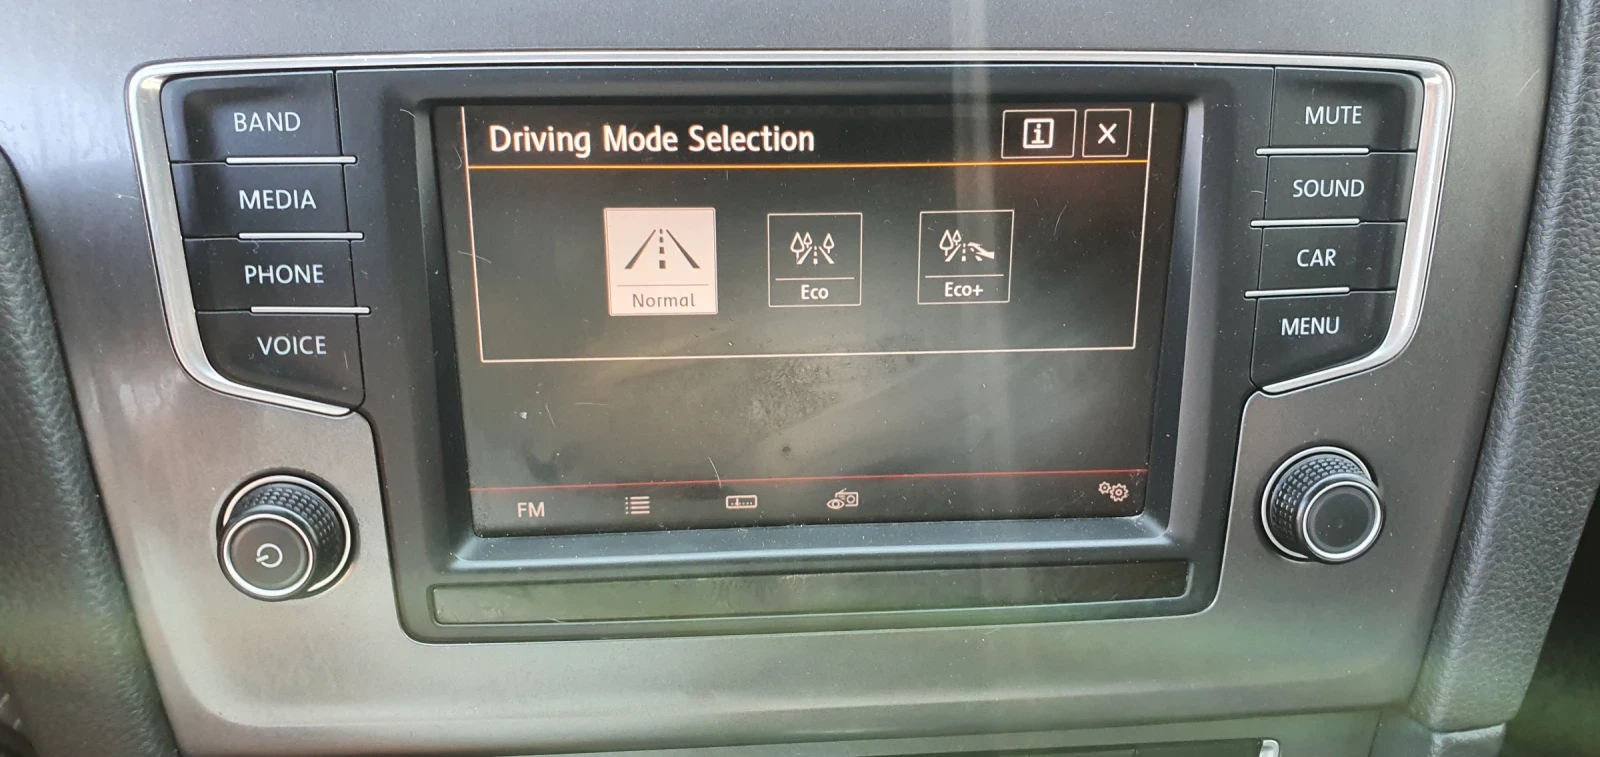 BAND
MEDIA
PHONE
VOICE
Driving Mode Selection
i
X
Normal
Eco
Eco+
FM
MUTE
SOUND
CAR
MENU